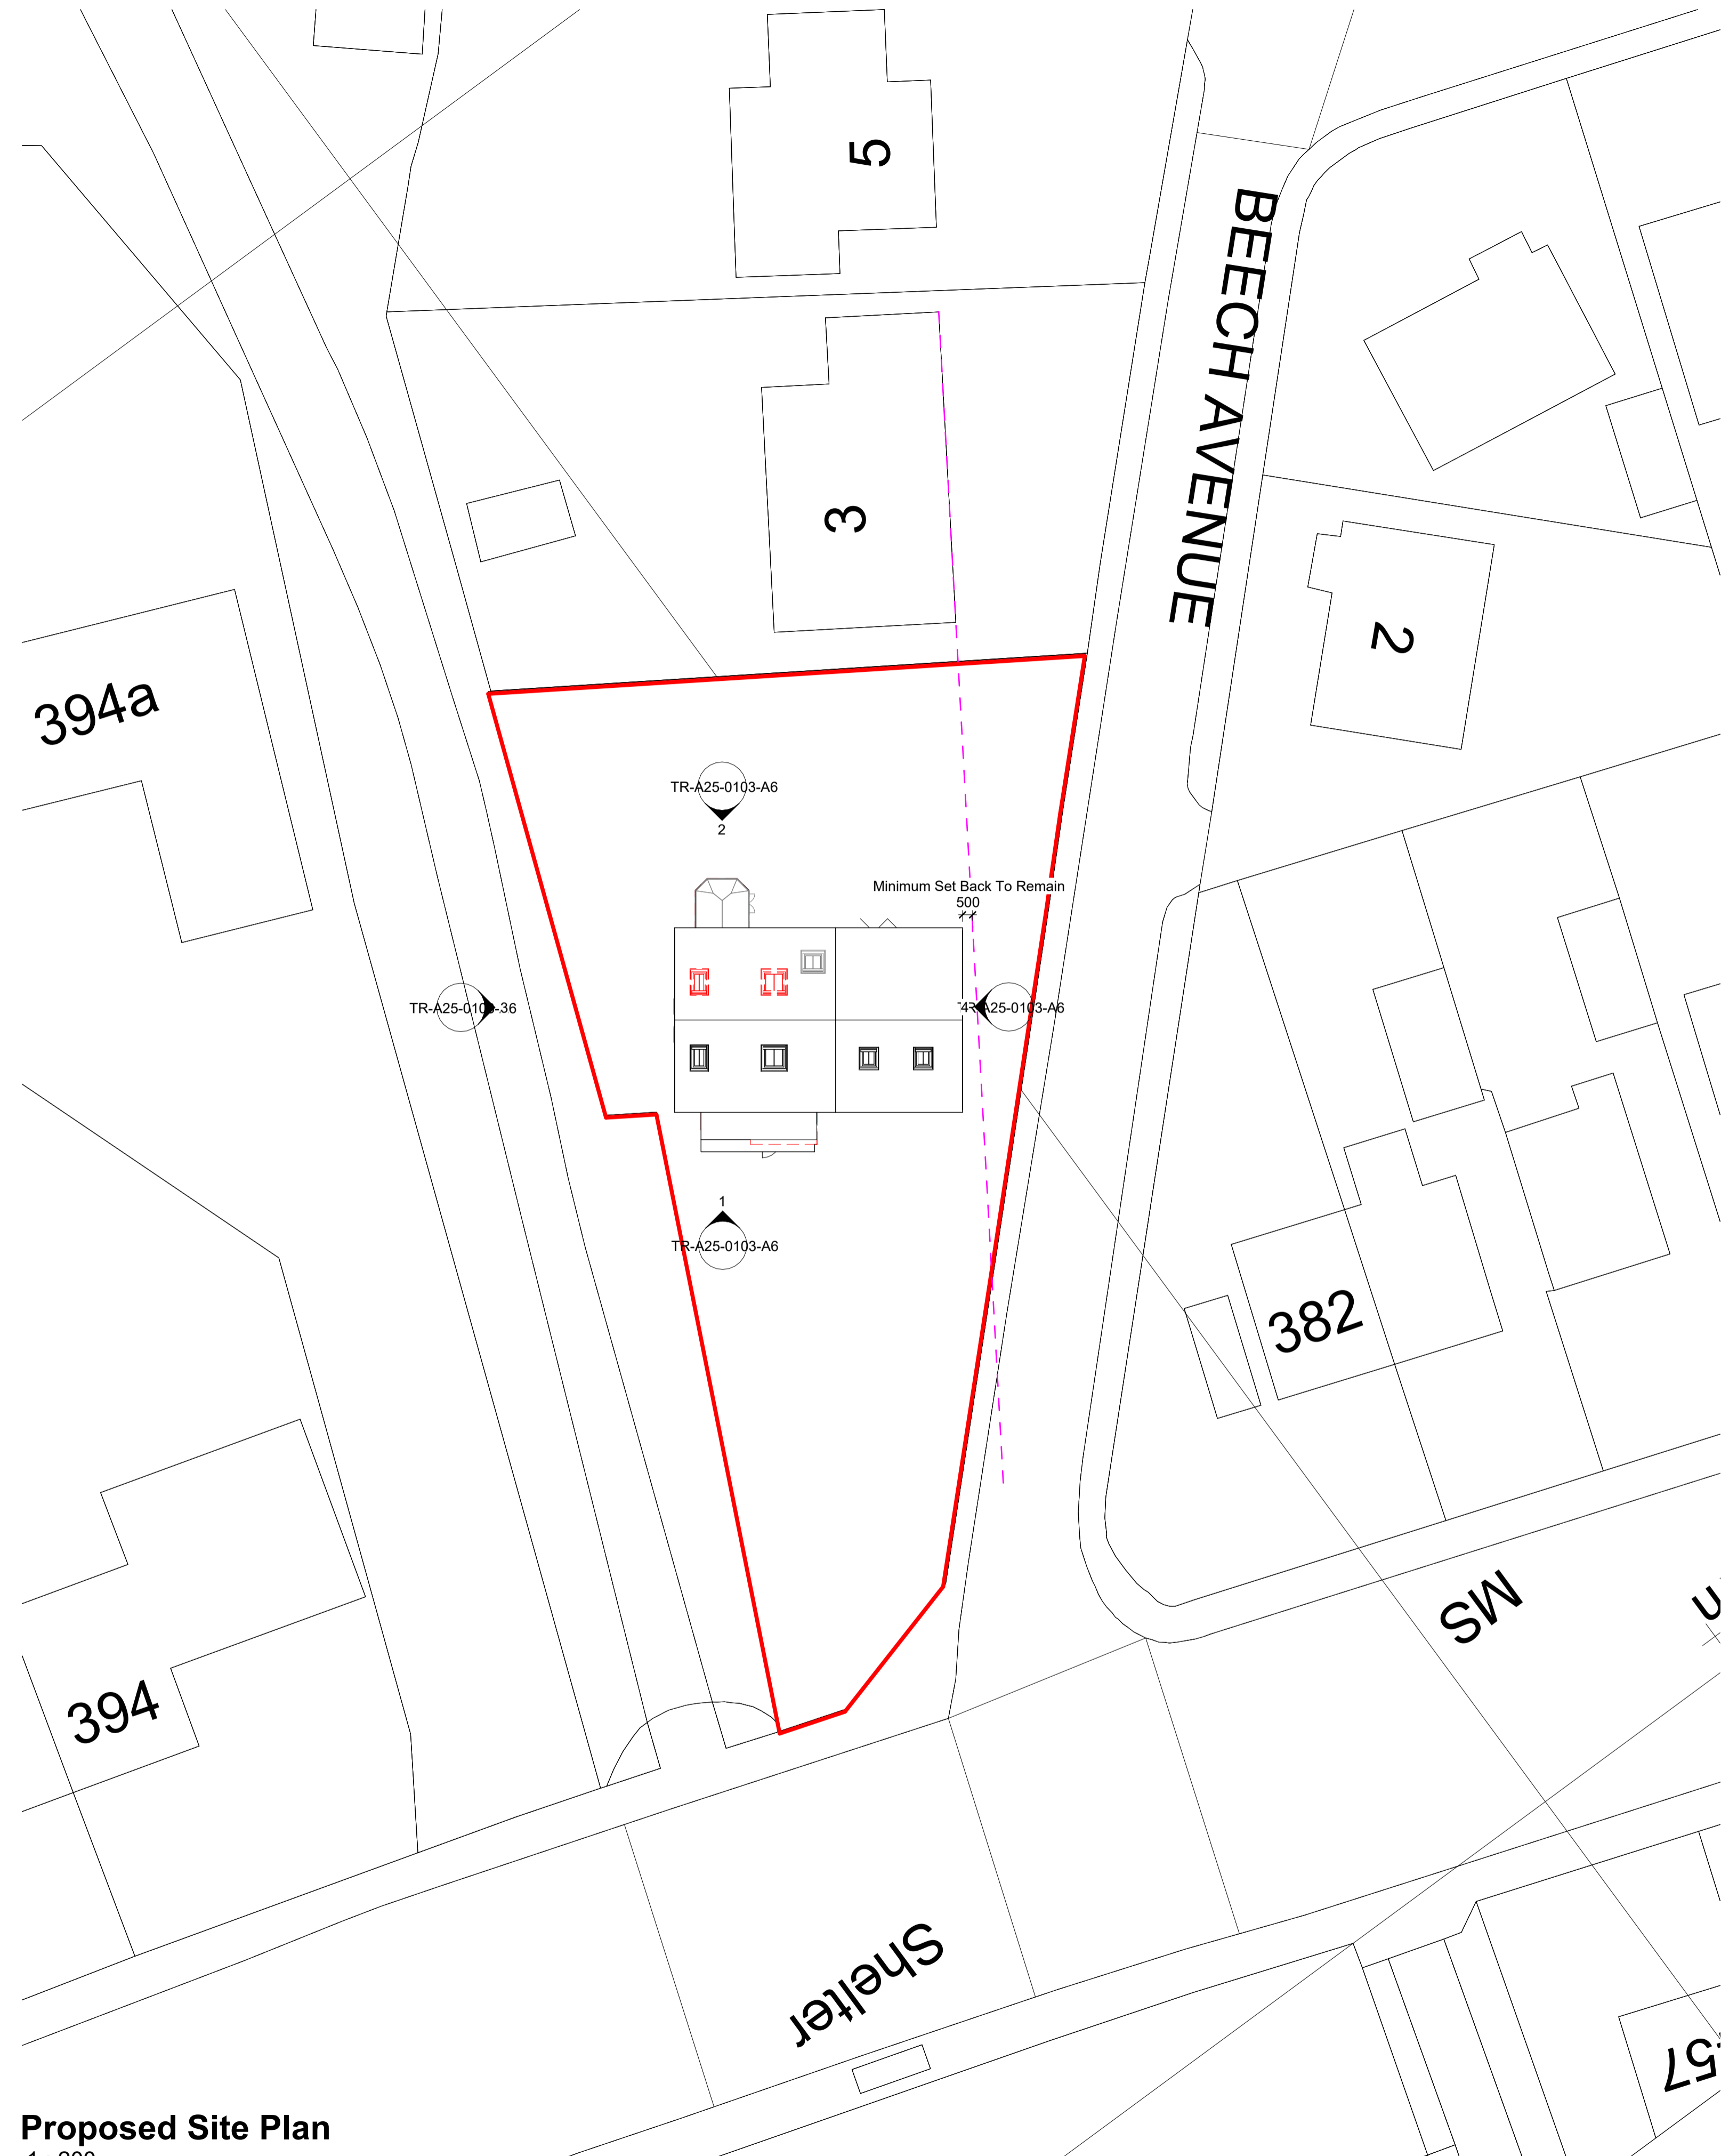 5
BEECH AVENUE
3
2
394a
TR-A25-0103-A6
2
Minimum Set Back To Remain
500
TR-A25-0103-A6
1
TR-A25-0103-A6
382
MS
394
Shelter
57
Proposed Site Plan